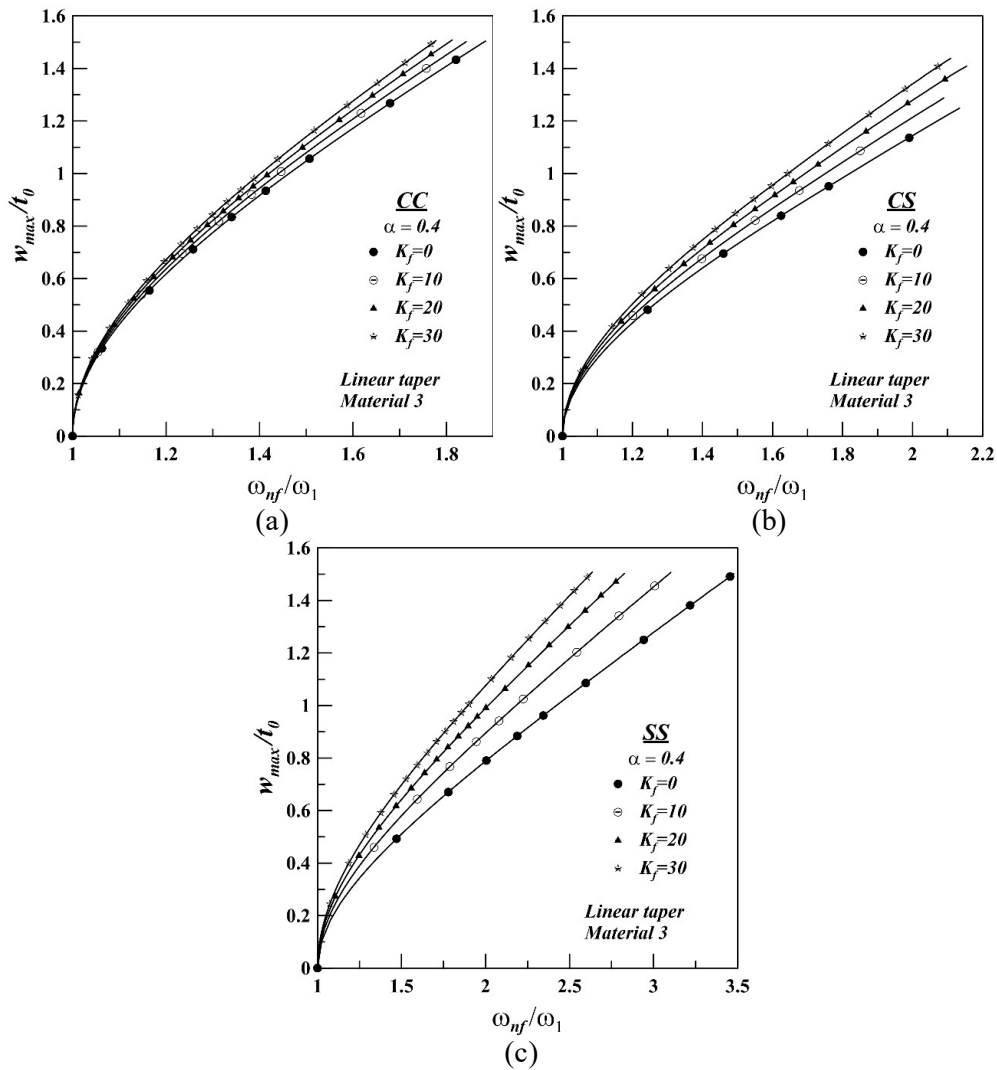 1.6
1.4
1.2
1
0.8
0.6
0.4
0.2
0
w_max/t_0
CC
α = 0.4
K_f=0
K_f=10
K_f=20
K_f=30
Linear taper
Material 3
1 1.2 1.4 1.6 1.8
ω_nf/ω_1
(a)
1.6
1.4
1.2
1
0.8
0.6
0.4
0.2
0
w_max/t_0
CS
α = 0.4
K_f=0
K_f=10
K_f=20
K_f=30
Linear taper
Material 3
1 1.2 1.4 1.6 1.8 2 2.2
ω_nf/ω_1
(b)
1.6
1.4
1.2
1
0.8
0.6
0.4
0.2
0
w_max/t_0
SS
α = 0.4
K_f=0
K_f=10
K_f=20
K_f=30
Linear taper
Material 3
1 1.5 2 2.5 3 3.5
ω_nf/ω_1
(c)